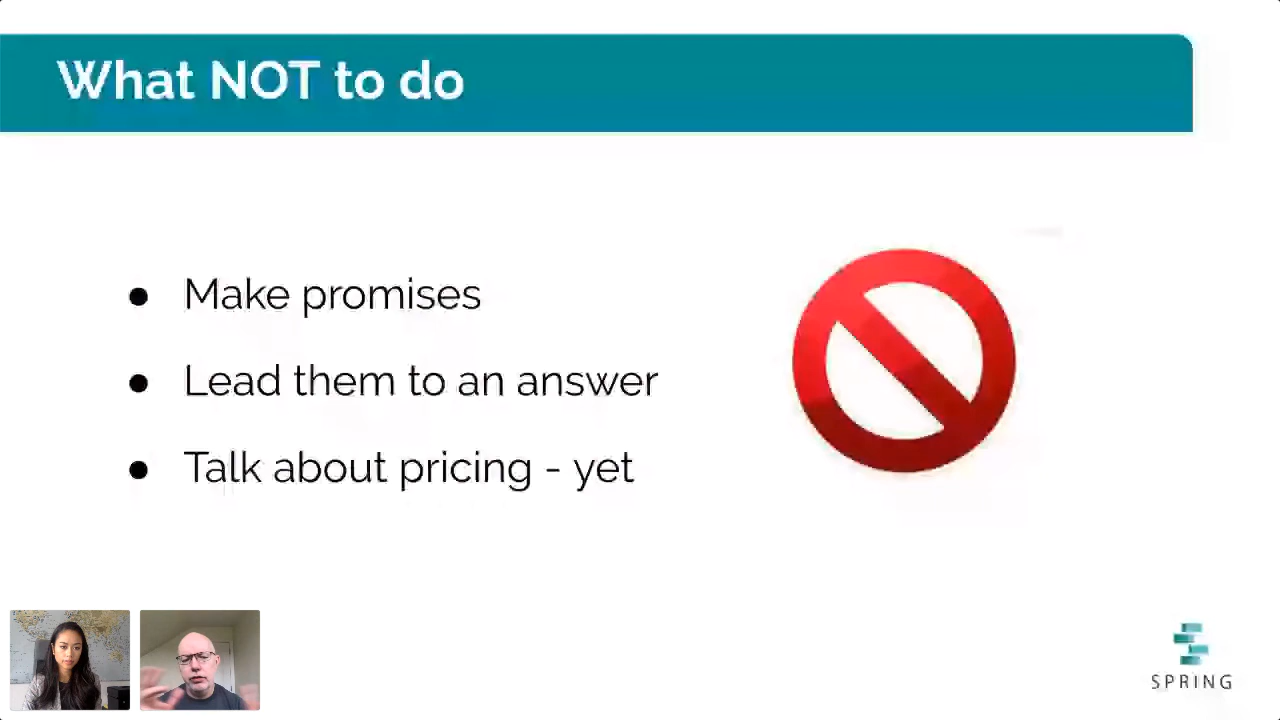 What NOT to do
● Make promises
● Lead them to an answer
● Talk about pricing - yet
SPRING